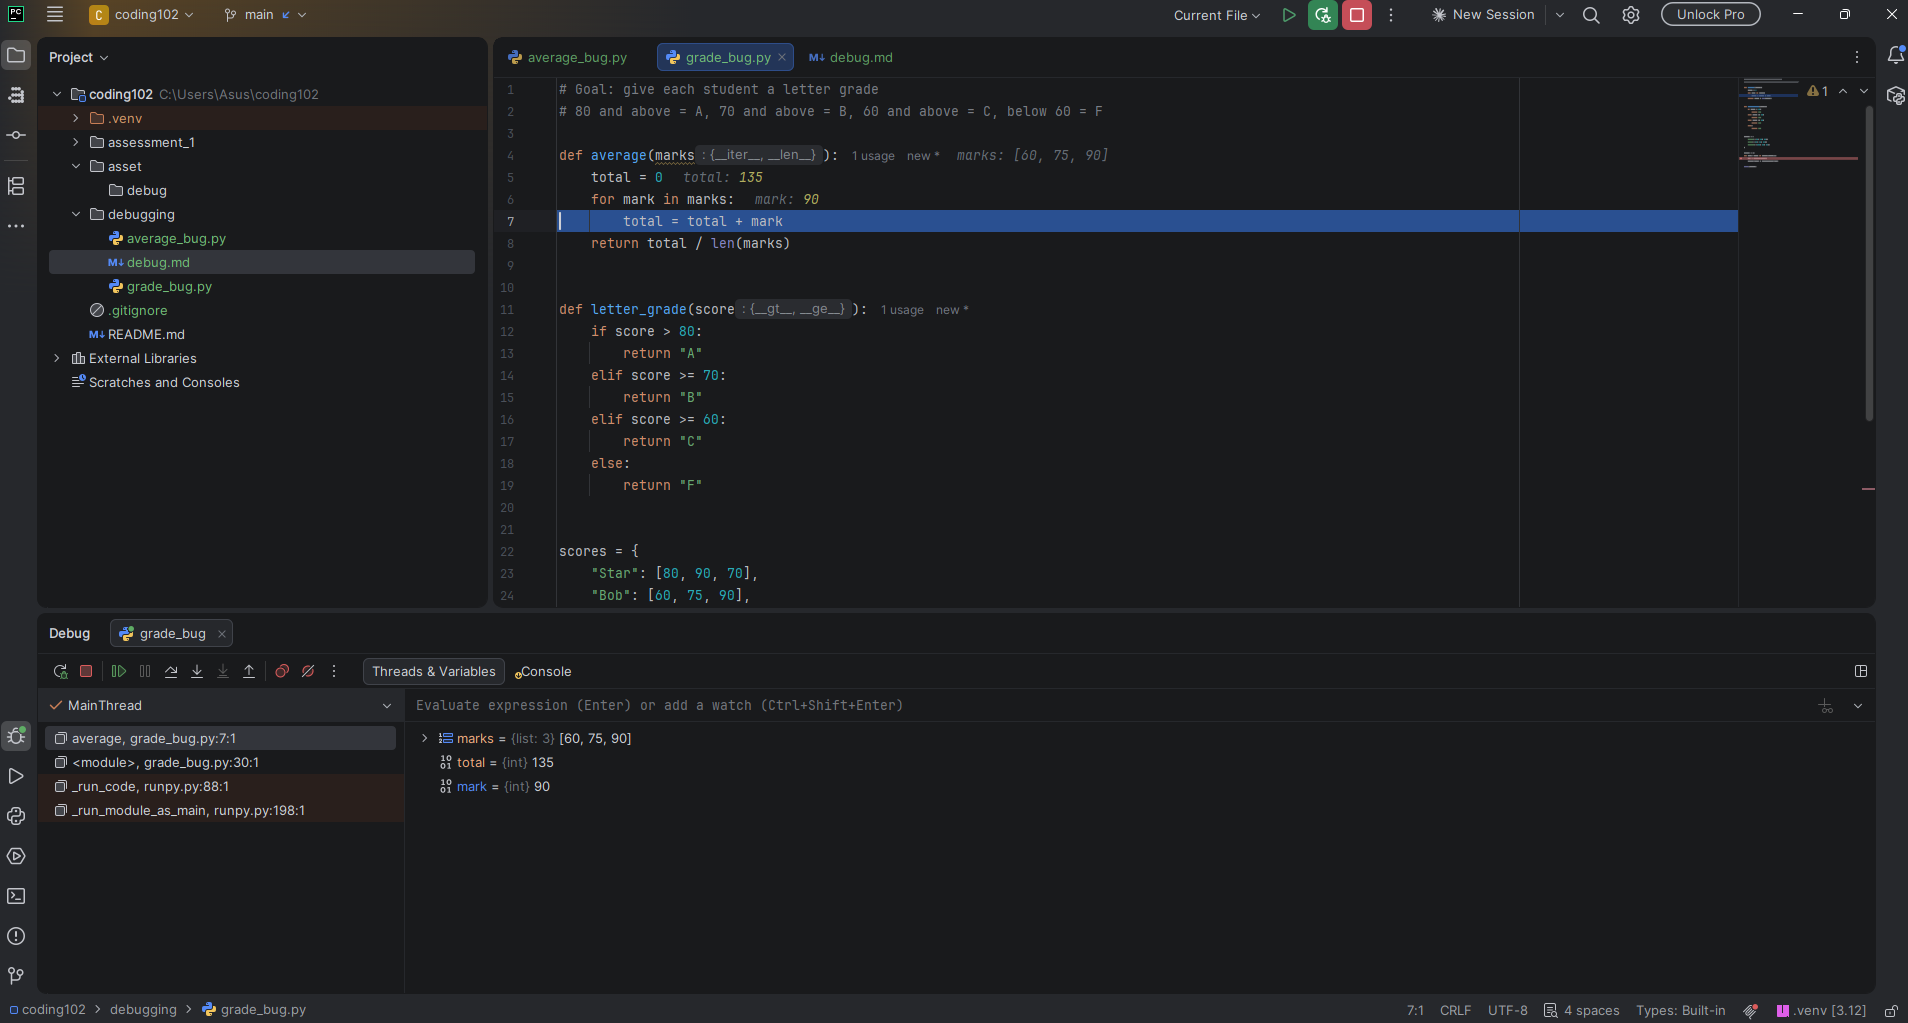 PC
C coding102
main
Current File
New Session
Unlock Pro
Project
coding102 C:\Users\Asus\coding102
.venv
assessment_1
asset
debug
debugging
average_bug.py
M↓ debug.md
grade_bug.py
.gitignore
M↓ README.md
External Libraries
Scratches and Consoles
average_bug.py
grade_bug.py
M↓ debug.md
1
1 # Goal: give each student a letter grade
2 # 80 and above = A, 70 and above = B, 60 and above = C, below 60 = F
3
4 def average(marks : {__iter__, __len__} ): 1 usage new * marks: [60, 75, 90]
5 total = 0 total: 135
6 for mark in marks: mark: 90
7 total = total + mark
8 return total / len(marks)
9
10
11 def letter_grade(score : {__gt__, __ge__} ): 1 usage new *
12 if score > 80:
13 return "A"
14 elif score >= 70:
15 return "B"
16 elif score >= 60:
17 return "C"
18 else:
19 return "F"
20
21
22 scores = {
23 "Star": [80, 90, 70],
24 "Bob": [60, 75, 90],
Debug
grade_bug
Threads & Variables
Console
MainThread
Evaluate expression (Enter) or add a watch (Ctrl+Shift+Enter)
average, grade_bug.py:7:1
<module>, grade_bug.py:30:1
_run_code, runpy.py:88:1
_run_module_as_main, runpy.py:198:1
marks = {list: 3} [60, 75, 90]
total = {int} 135
mark = {int} 90
coding102 > debugging > grade_bug.py
7:1 CRLF UTF-8 4 spaces Types: Built-in .venv [3.12]